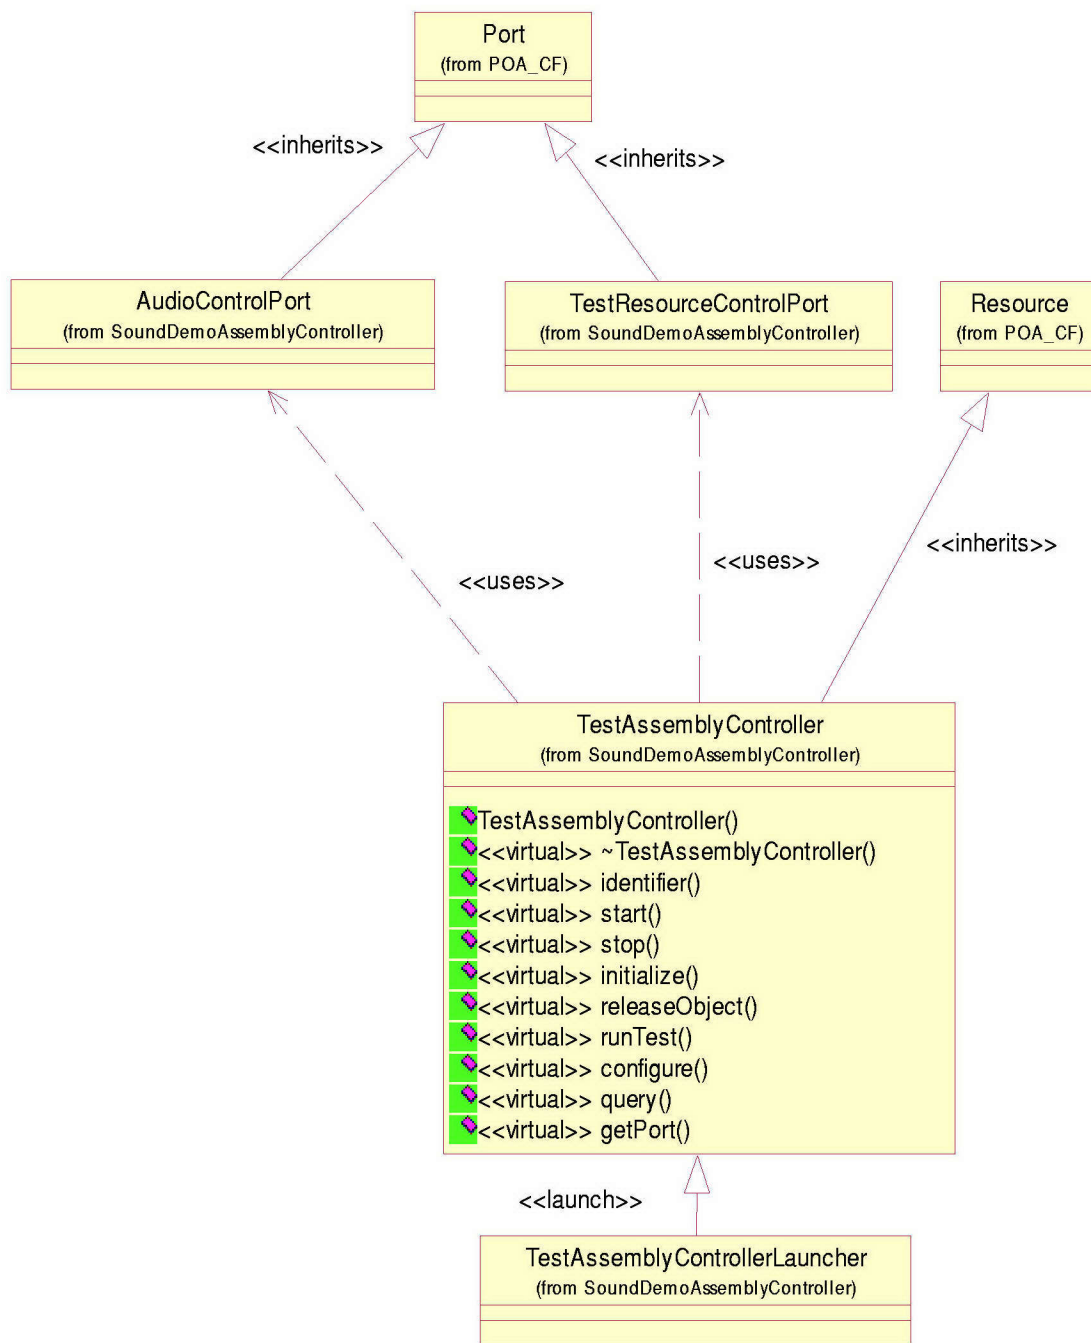 Port
(from POA_CF)
<<inherits>>
<<inherits>>
AudioControlPort
(from SoundDemoAssemblyController)
TestResourceControlPort
(from SoundDemoAssemblyController)
Resource
(from POA_CF)
<<inherits>>
<<uses>>
<<uses>>
TestAssemblyController
(from SoundDemoAssemblyController)
TestAssemblyController()
<<virtual>> ~TestAssemblyController()
<<virtual>> identifier()
<<virtual>> start()
<<virtual>> stop()
<<virtual>> initialize()
<<virtual>> releaseObject()
<<virtual>> runTest()
<<virtual>> configure()
<<virtual>> query()
<<virtual>> getPort()
<<launch>>
TestAssemblyControllerLauncher
(from SoundDemoAssemblyController)